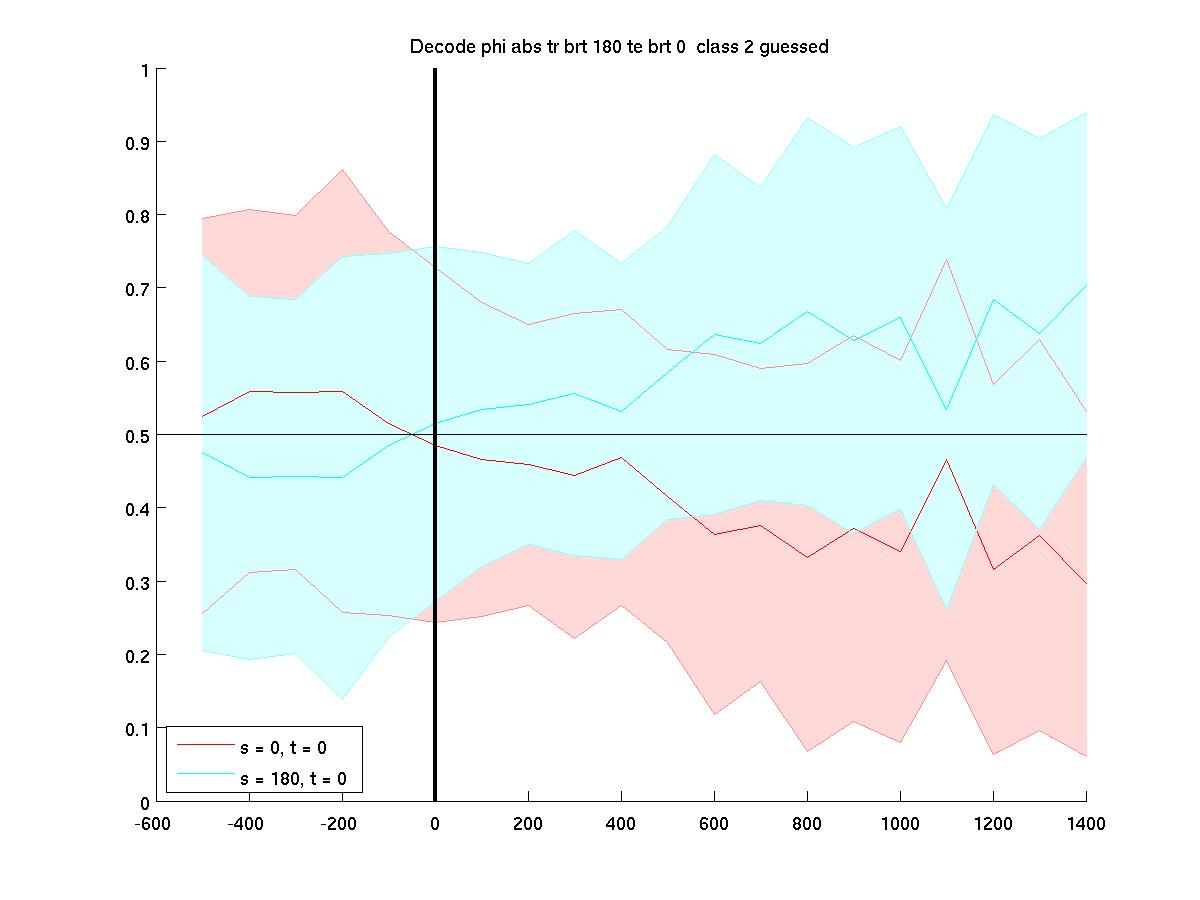 Decode phi abs tr brt 180 te brt 0  class 2 guessed
1
0.9
0.8
0.7
0.6
0.5
0.4
0.3
0.2
0.1
0
s = 0, t = 0
s = 180, t = 0
-600 -400 -200 0 200 400 600 800 1000 1200 1400